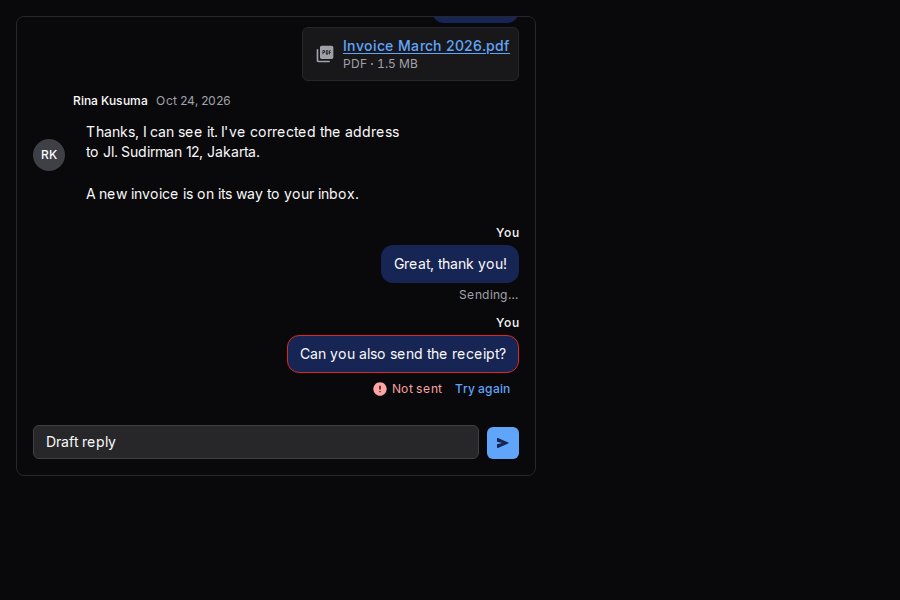 Invoice March 2026.pdf
PDF · 1.5 MB
Rina Kusuma Oct 24, 2026
Thanks, I can see it. I've corrected the address
to Jl. Sudirman 12, Jakarta.
RK
A new invoice is on its way to your inbox.
You
Great, thank you!
Sending...
You
Can you also send the receipt?
Not sent Try again
Draft reply